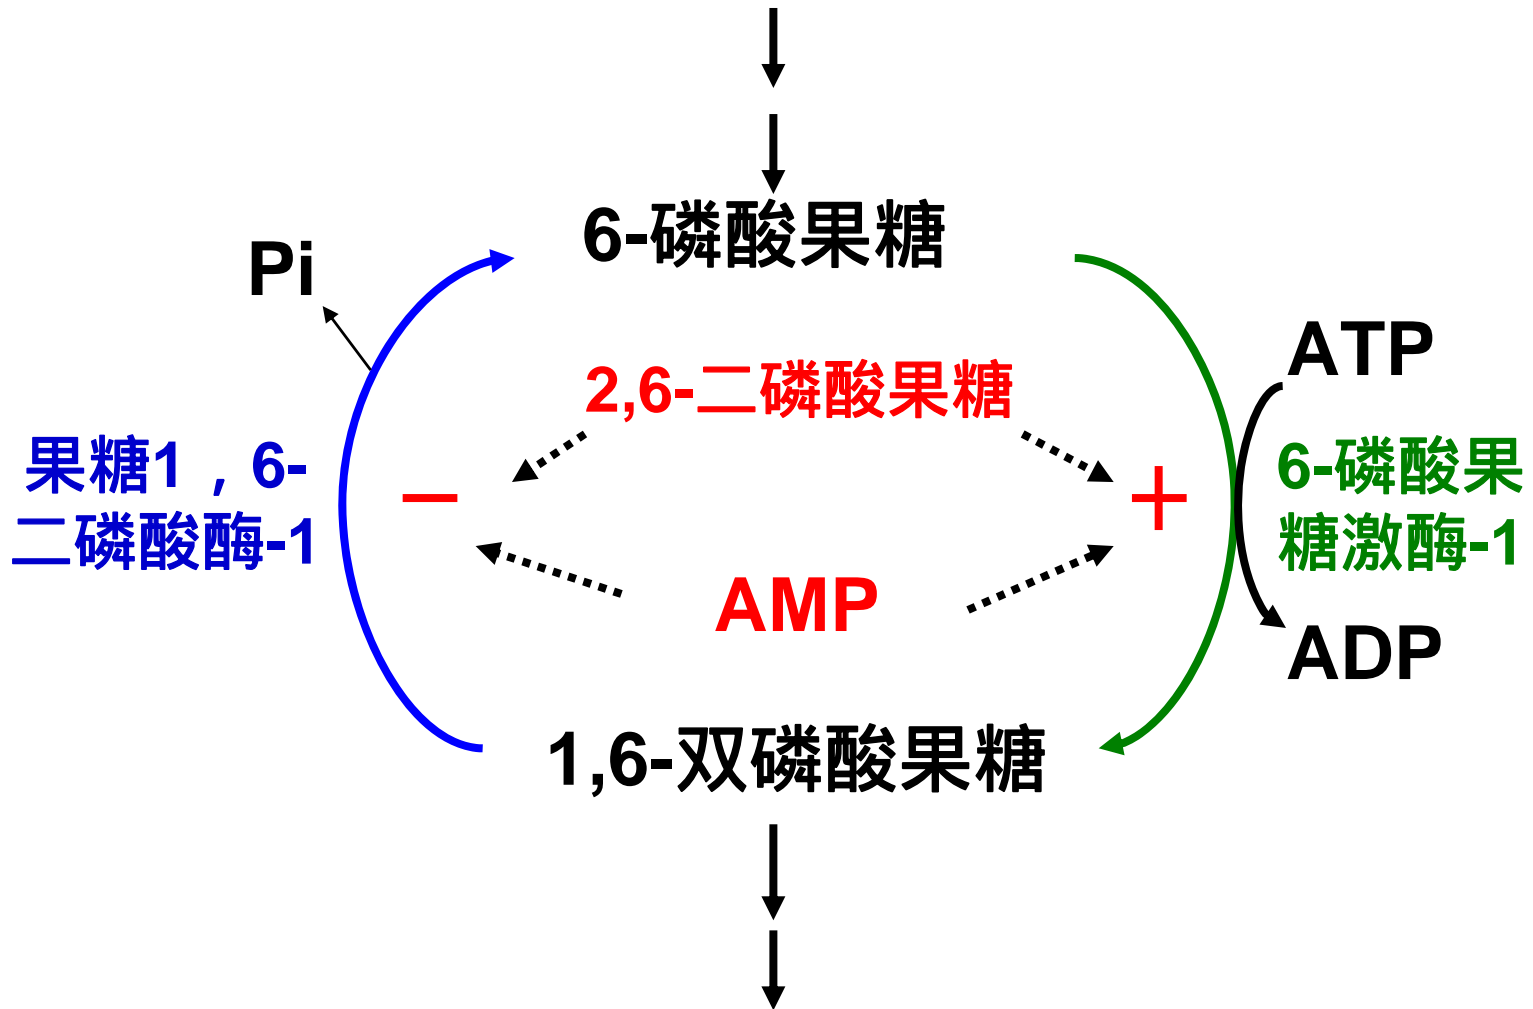 6-磷酸果糖
Pi
ATP
2,6-二磷酸果糖
果糖1，6-
二磷酸酶-1
–
+
6-磷酸果
糖激酶-1
AMP
ADP
1,6-双磷酸果糖